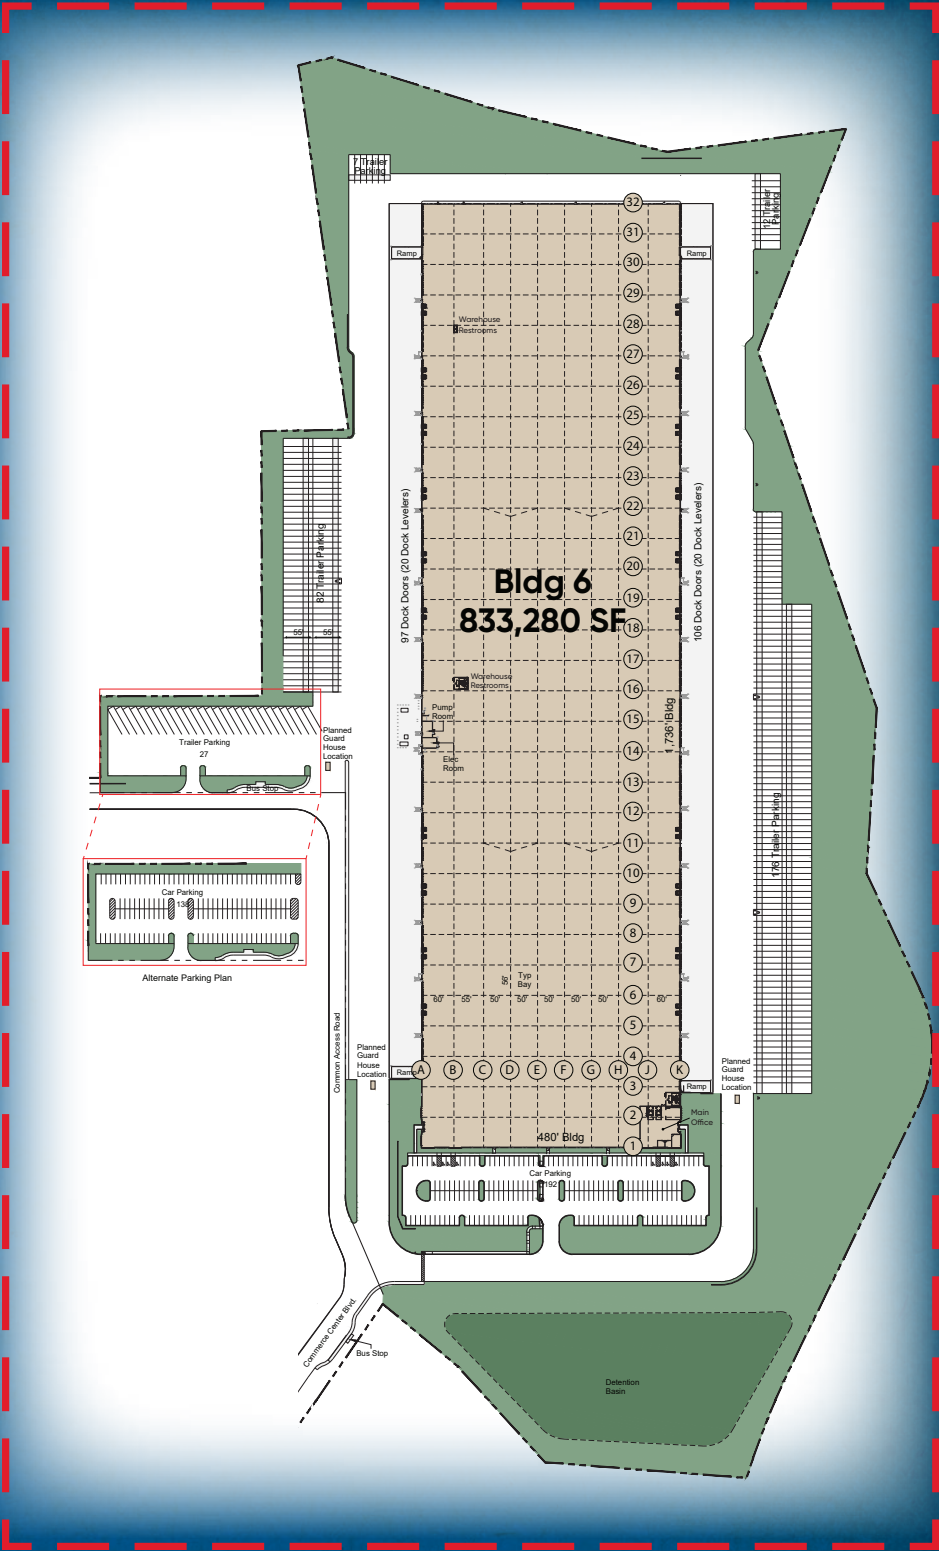 7 Trailer
Parking
12 Trailer
Parking
32
31
Ramp
Ramp
30
29
Warehouse
Restrooms
28
27
26
25
24
23
22
21
97 Dock Doors (20 Dock Levelers)
106 Dock Doors (20 Dock Levelers)
82 Trailer Parking
55'
55'
20
Bldg 6
833,280 SF
19
18
17
Warehouse
Restrooms
16
Pump
Room
15
1,736' Bldg
14
Elec
Room
13
12
Planned
Guard
House
Location
Trailer Parking
27
Bus Stop
11
176 Trailer Parking
10
9
8
7
Car Parking
Alternate Parking Plan
56'
Typ
Bay
6
60'
55'
50'
50'
50'
50'
50'
60'
5
4
Common Access Road
Planned
Guard
House
Location
Ramp
A
B
C
D
E
F
G
H
J
K
3
Ramp
Planned
Guard
House
Location
2
Main
Office
480' Bldg
1
Car Parking
192
Commerce Center Blvd.
Bus Stop
Detention
Basin